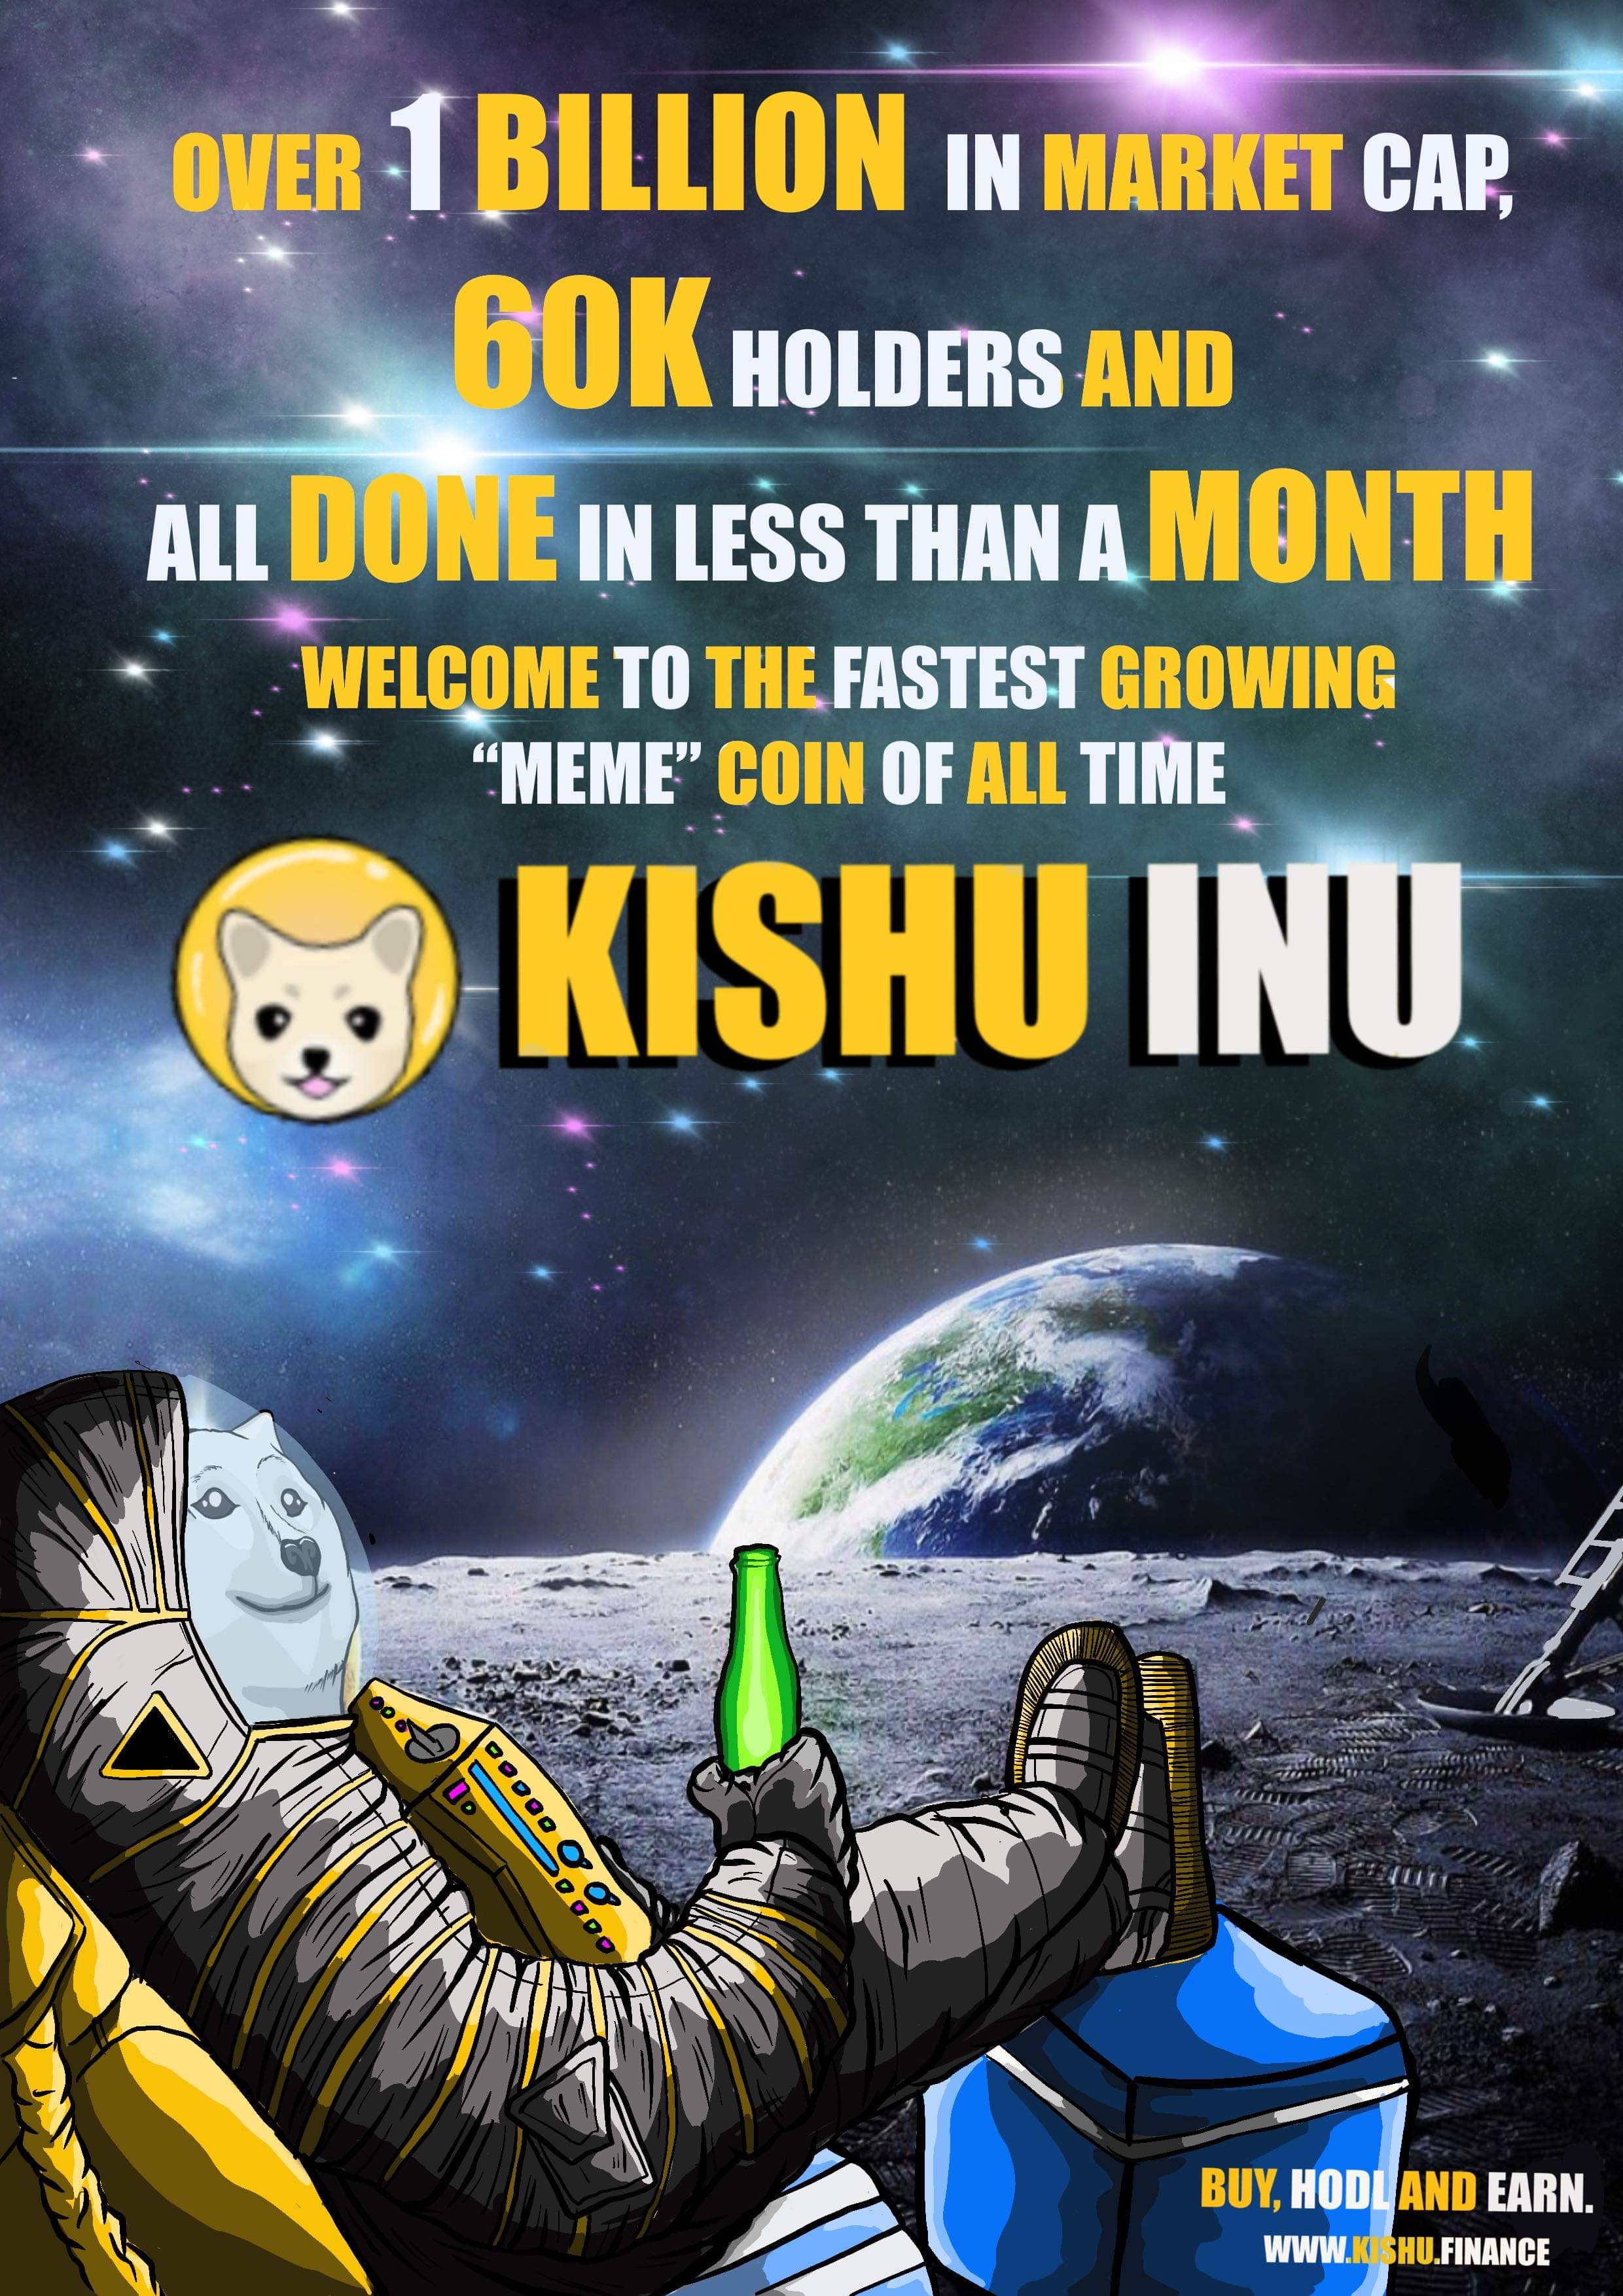 OVER 1 BILLION IN MARKET CAP,
60K HOLDERS AND
ALL DONE IN LESS THAN A MONTH
WELCOME TO THE FASTEST GROWING
“MEME” COIN OF ALL TIME
KISHU INU
BUY, HODL AND EARN.
WWW.KISHU.FINANCE